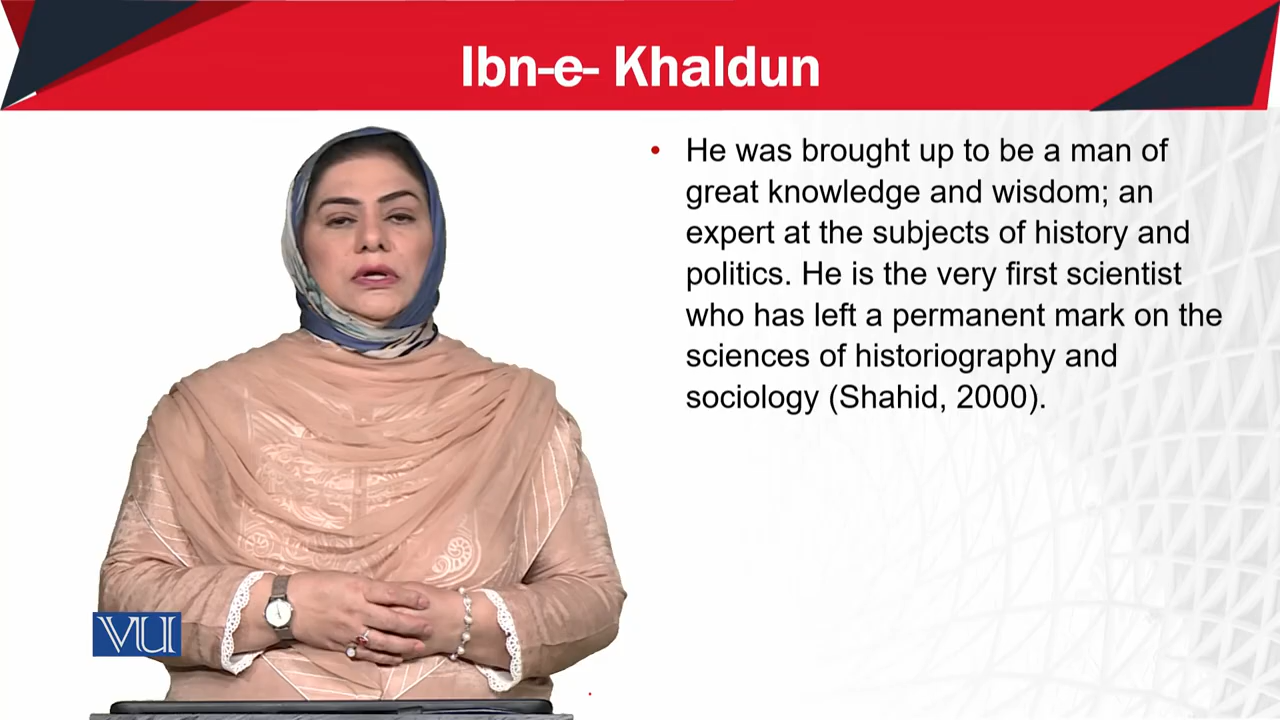 Ibn-e- Khaldun
• He was brought up to be a man of
great knowledge and wisdom; an
expert at the subjects of history and
politics. He is the very first scientist
who has left a permanent mark on the
sciences of historiography and
sociology (Shahid, 2000).
VU